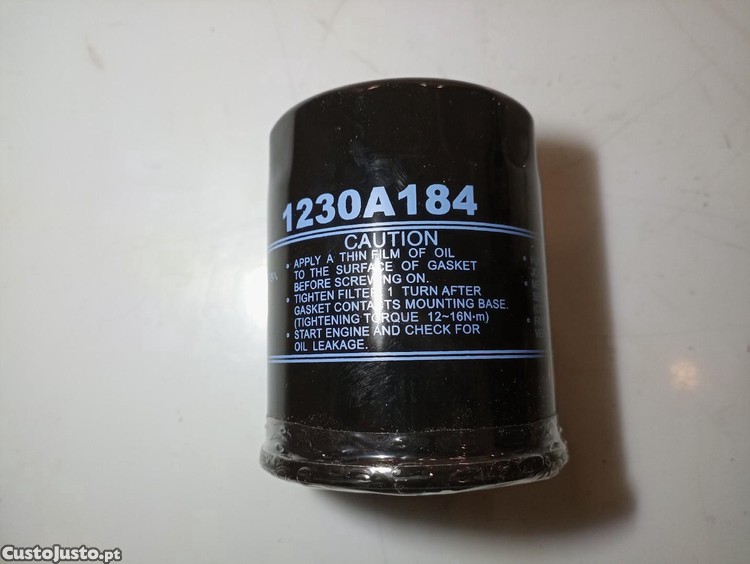 1230A184
CAUTION
• APPLY A THIN FILM OF OIL
TO THE SURFACE OF GASKET
BEFORE SCREWING ON.
• TIGHTEN FILTER 1 TURN AFTER
GASKET CONTACTS MOUNTING BASE.
(TIGHTENING TORQUE 12~16N·m)
• START ENGINE AND CHECK FOR
OIL LEAKAGE.
CustoJusto.pt